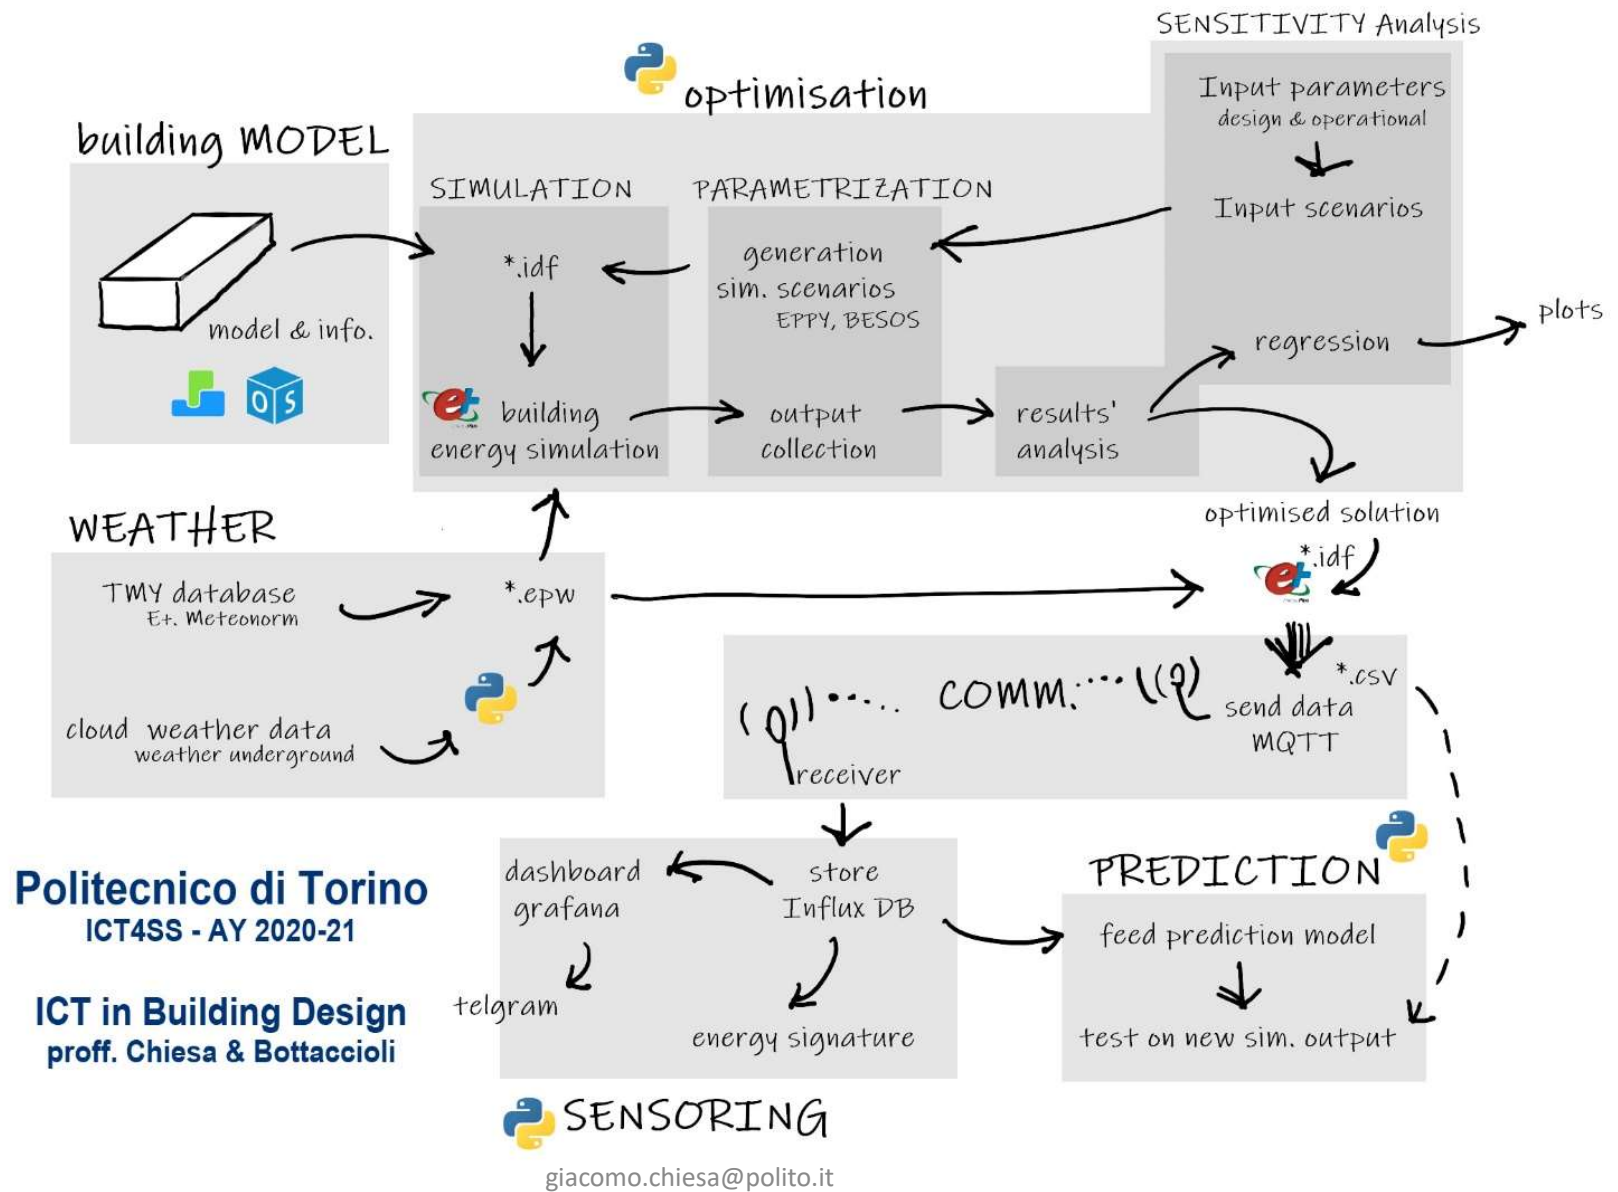 SENSITIVITY Analysis
optimisation
Input parameters
design & operational
building MODEL
SIMULATION
PARAMETRIZATION
Input scenarios
*.idf
generation
sim. scenarios
EPPY, BESOS
model & info.
plots
regression
OS
e+
building
energy simulation
output
collection
results'
analysis
WEATHER
optimised solution
*.idf
e+
TMY database
E+. Meteonorm
*.epw
cloud weather data
weather underground
COMM.
*.csv
send data
MQTT
receiver
dashboard
grafana
store
Influx DB
PREDICTION
feed prediction model
telgram
energy signature
test on new sim. output
SENSORING
Politecnico di Torino
ICT4SS - AY 2020-21
ICT in Building Design
proff. Chiesa & Bottaccioli
giacomo.chiesa@polito.it